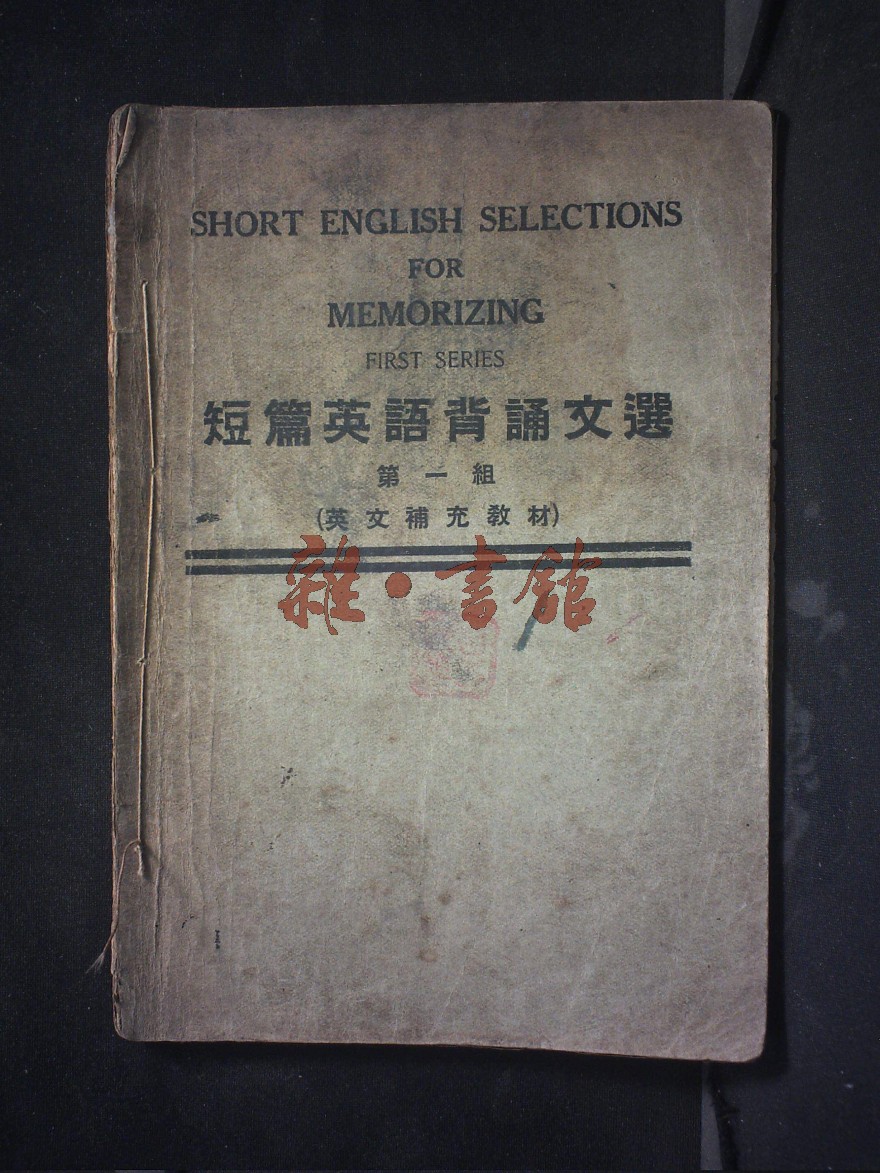 SHORT ENGLISH SELECTIONS
FOR
MEMORIZING
FIRST SERIES
短篇英語背誦文選
第一組
(英文補充教材)
雜·書館